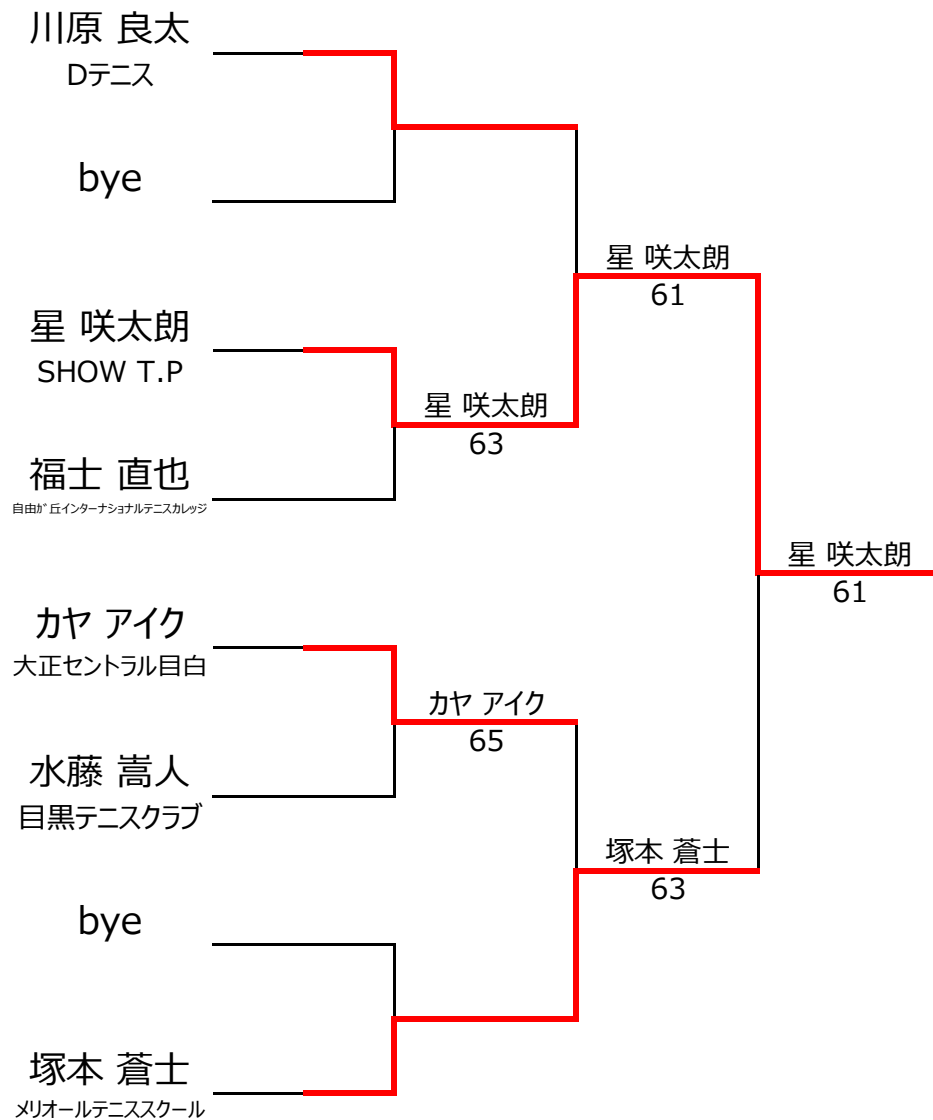 川原 良太
Dテニス
bye
星 咲太朗
61
星 咲太朗
SHOW T.P
星 咲太朗
63
福士 直也
自由が丘インターナショナルテニスカレッジ
星 咲太朗
61
カヤ アイク
大正セントラル目白
カヤ アイク
65
水藤 嵩人
目黒テニスクラブ
塚本 蒼士
63
bye
塚本 蒼士
メリオールテニススクール